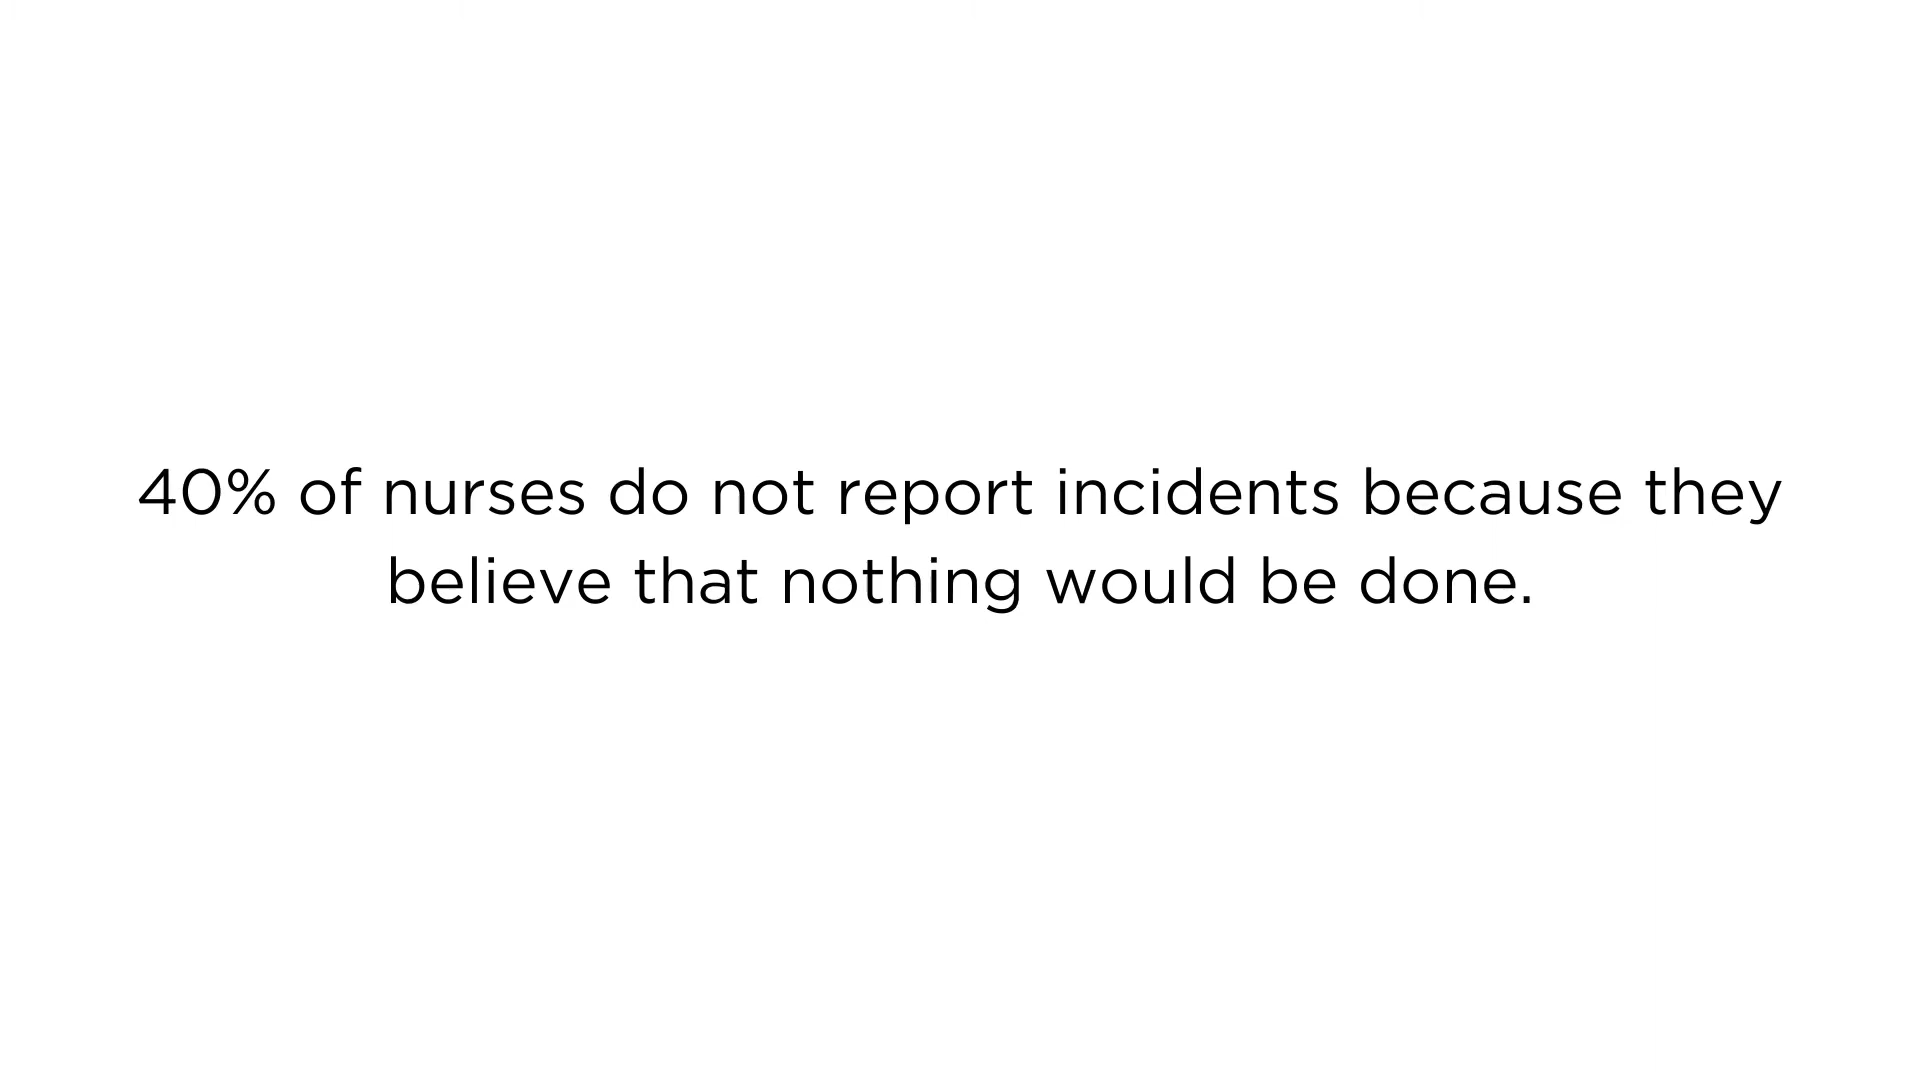 40% of nurses do not report incidents because they
believe that nothing would be done.